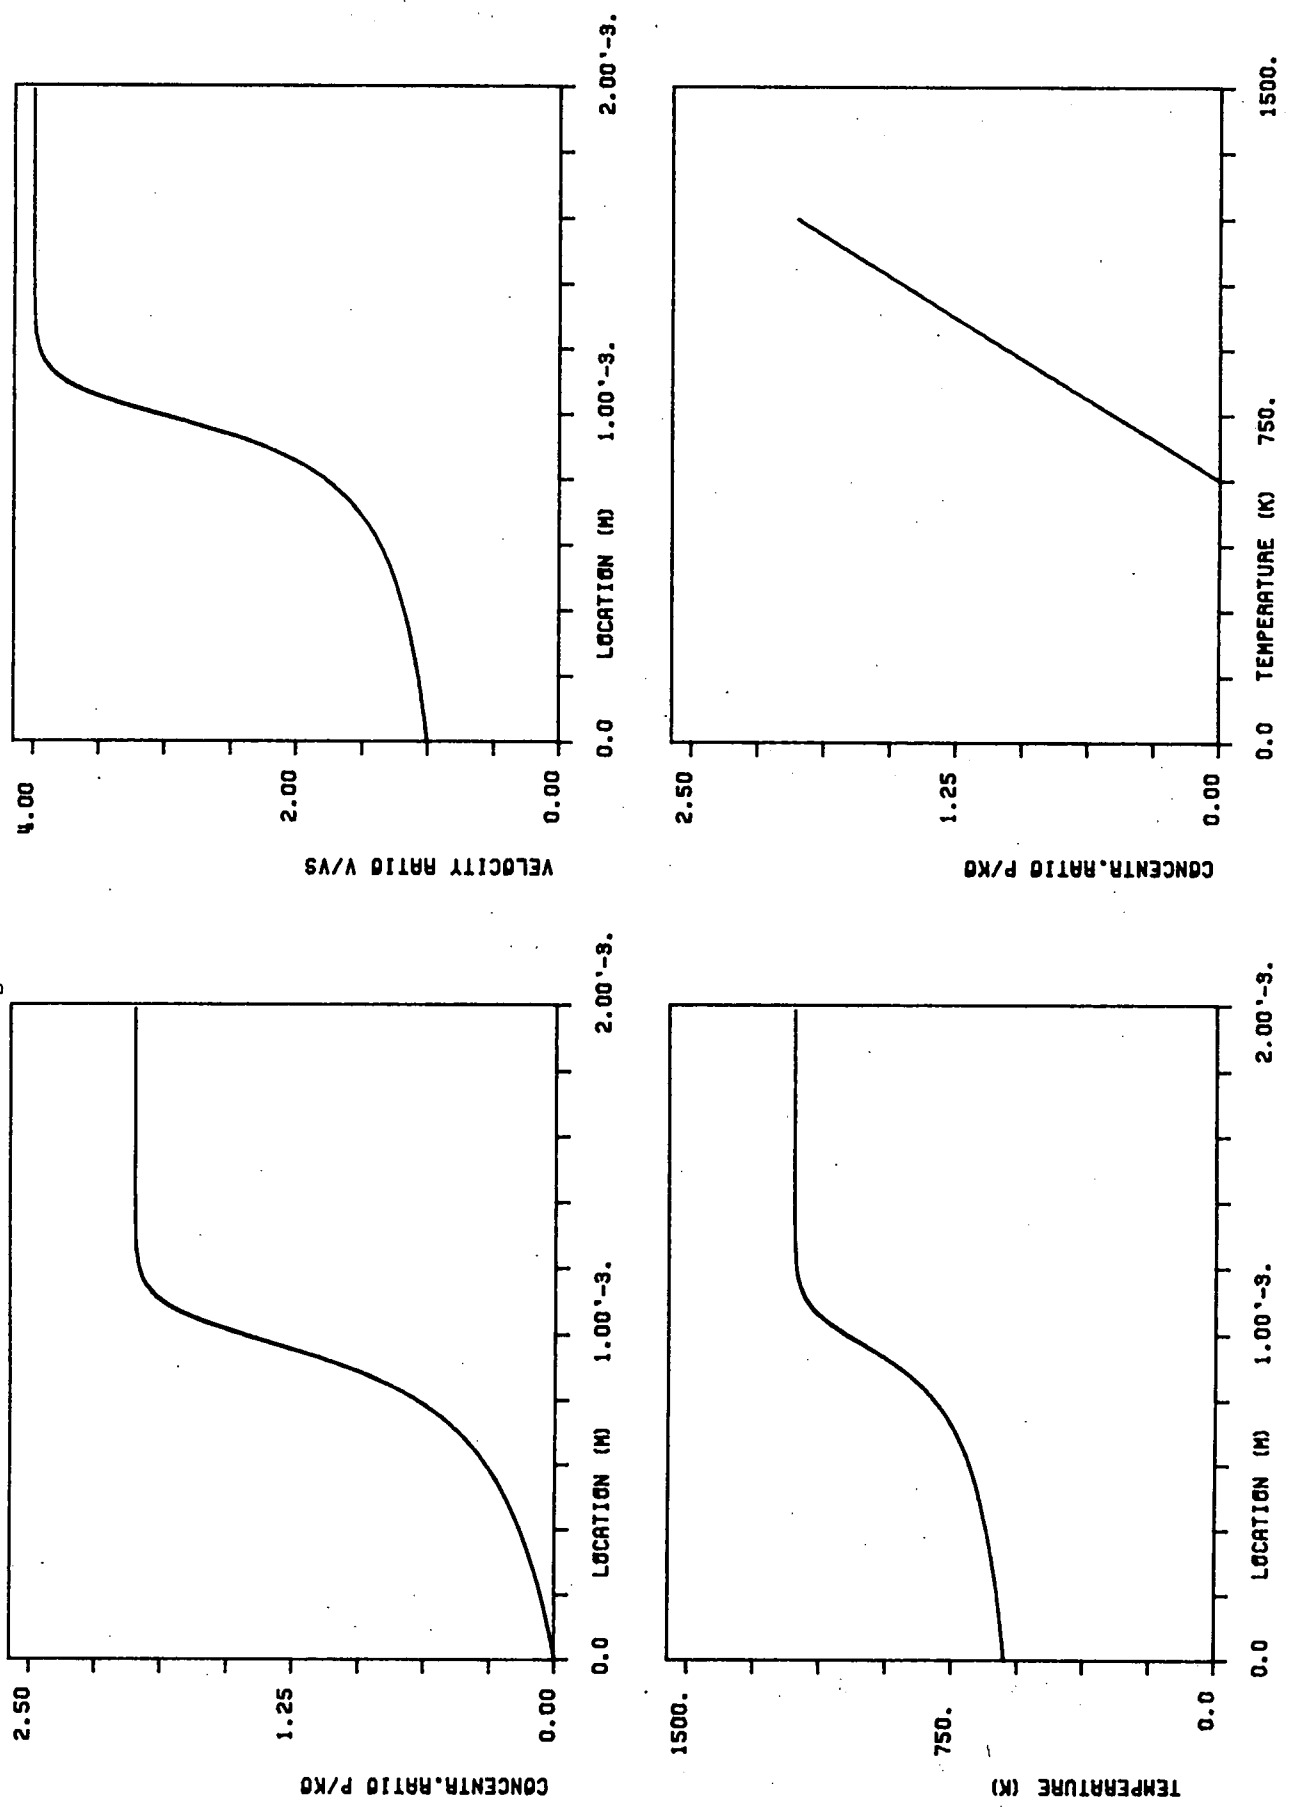 2.50
1.25
0.00
CONCENTR.RATIO P/KO
0.0 LOCATION (M) 1.00'-3. 2.00'-3.
4.00
2.00
0.00
VELOCITY RATIO V/VS
0.0 LOCATION (M) 1.00'-3. 2.00'-3.
1500.
750.
0.0
TEMPERATURE (K)
0.0 LOCATION (M) 1.00'-3. 2.00'-3.
2.50
1.25
0.00
CONCENTR.RATIO P/KO
0.0 TEMPERATURE (K) 750. 1500.